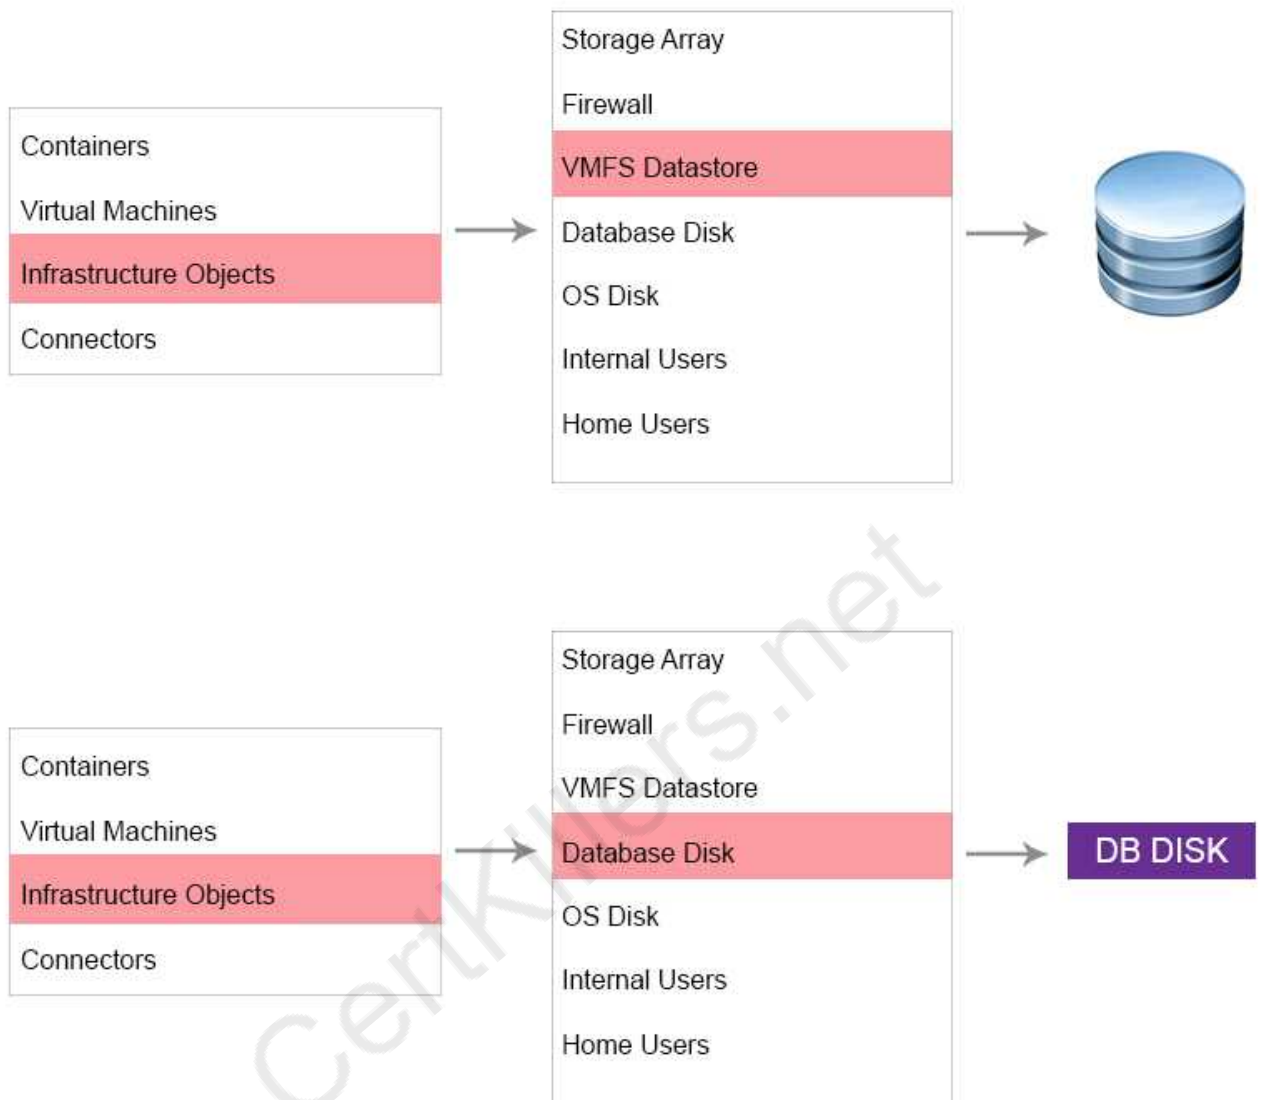 Containers
Virtual Machines
Infrastructure Objects
Connectors
Storage Array
Firewall
VMFS Datastore
Database Disk
OS Disk
Internal Users
Home Users
Containers
Virtual Machines
Infrastructure Objects
Connectors
Storage Array
Firewall
VMFS Datastore
Database Disk
OS Disk
Internal Users
Home Users
DB DISK
CertKillers.net